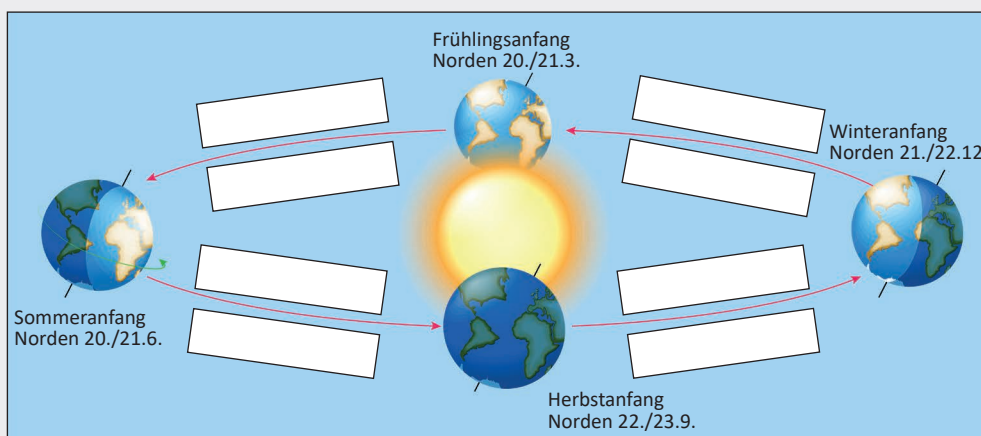 Frühlingsanfang
Norden 20./21.3.
Winteranfang
Norden 21./22.12
Sommeranfang
Norden 20./21.6.
Herbstanfang
Norden 22./23.9.